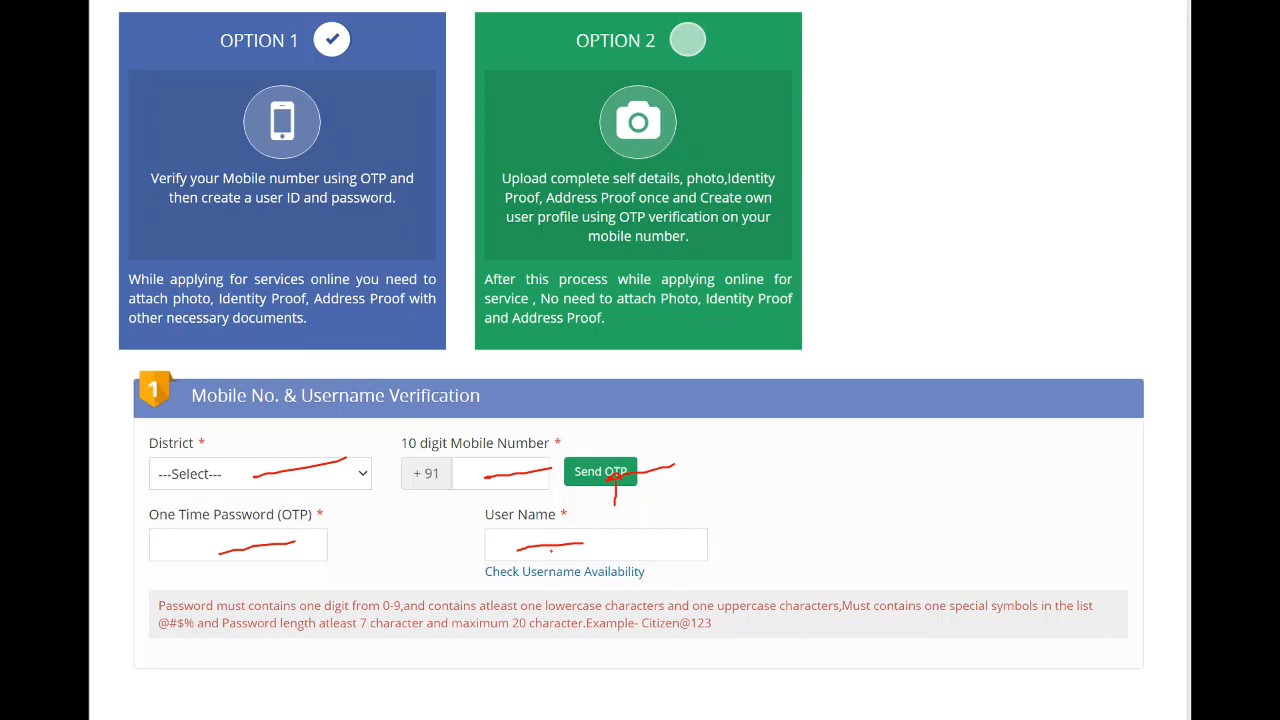 OPTION 1
Verify your Mobile number using OTP and
then create a user ID and password.
While applying for services online you need to
attach photo, Identity Proof, Address Proof with
other necessary documents.
OPTION 2
Upload complete self details, photo,Identity
Proof, Address Proof once and Create own
user profile using OTP verification on your
mobile number.
After this process while applying online for
service , No need to attach Photo, Identity Proof
and Address Proof.
1 Mobile No. & Username Verification
District *
10 digit Mobile Number *
---Select---
+ 91
Send OTP
One Time Password (OTP) *
User Name *
Check Username Availability
Password must contains one digit from 0-9,and contains atleast one lowercase characters and one uppercase characters,Must contains one special symbols in the list
@#$% and Password length atleast 7 character and maximum 20 character.Example- Citizen@123